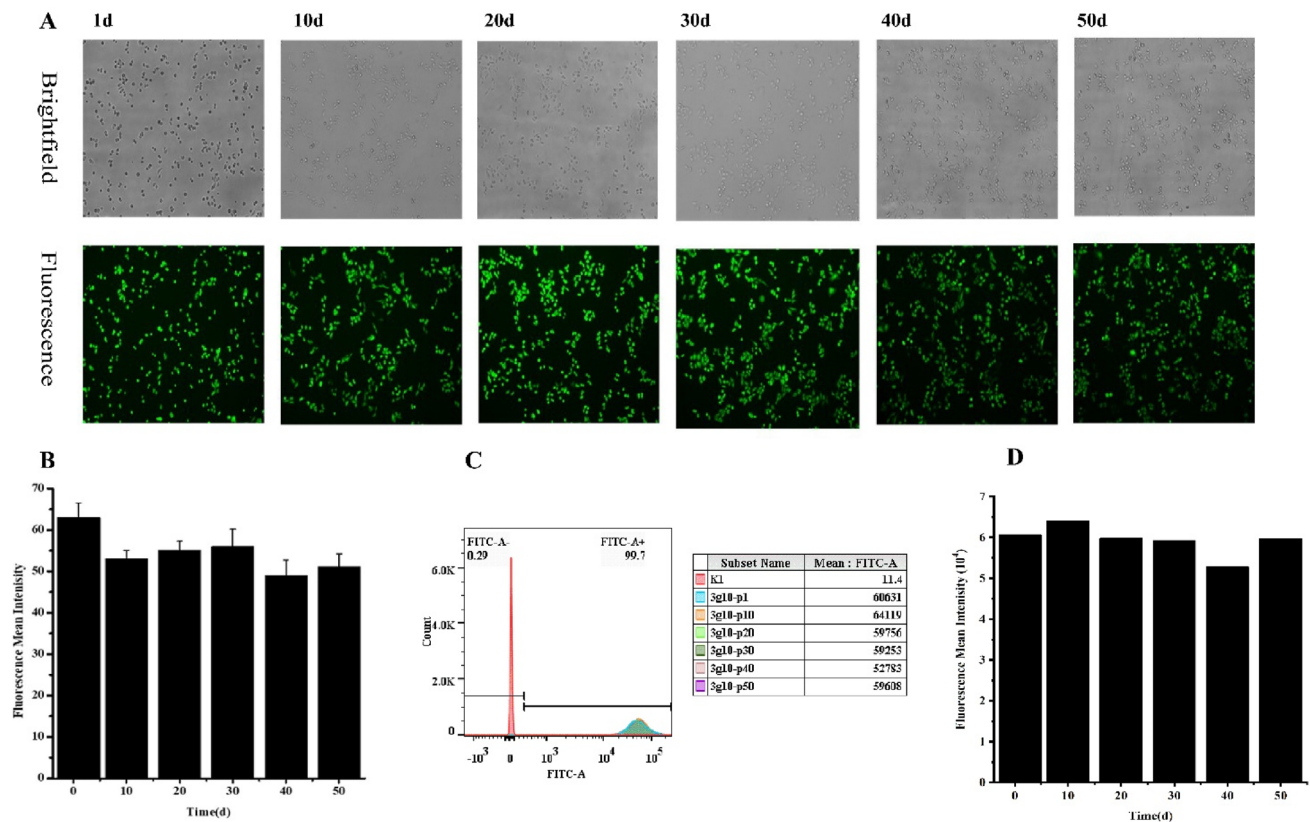 A
1d 10d 20d 30d 40d 50d
Brightfield
Fluorescence
B
70
60
50
40
30
20
10
0
Fluorescence Mean Intenisity
0 10 20 30 40 50
Time(d)
C
FITC-A-
0.29
FITC-A+
99.7
6.0K
4.0K
2.0K
0
Count
-10³ 0 10³ 10⁴ 10⁵
FITC-A
Subset Name Mean : FITC-A
K1 11.4
3g10-p1 60631
3g10-p10 64119
3g10-p20 59756
3g10-p30 59253
3g10-p40 52783
3g10-p50 59608
D
7
6
5
4
3
2
1
0
Fluorescence Mean Intenisity (10⁴)
0 10 20 30 40 50
Time(d)